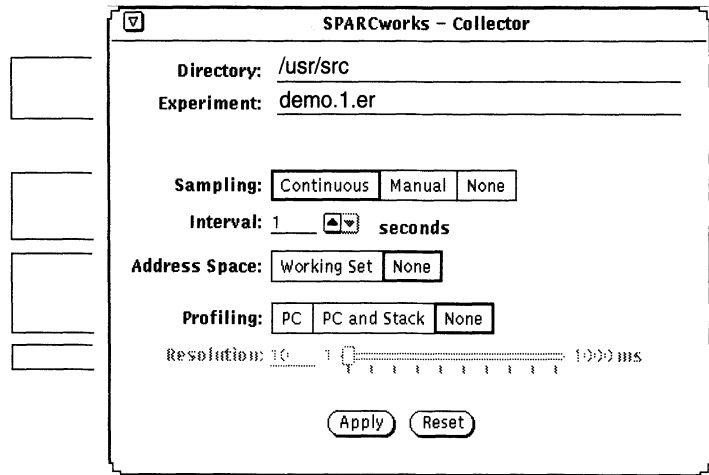 SPARCworks – Collector
Directory: /usr/src
Experiment: demo.1.er
Sampling: Continuous Manual None
Interval: 1 seconds
Address Space: Working Set None
Profiling: PC PC and Stack None
Resolution: 10 1 1000 ms
Apply Reset